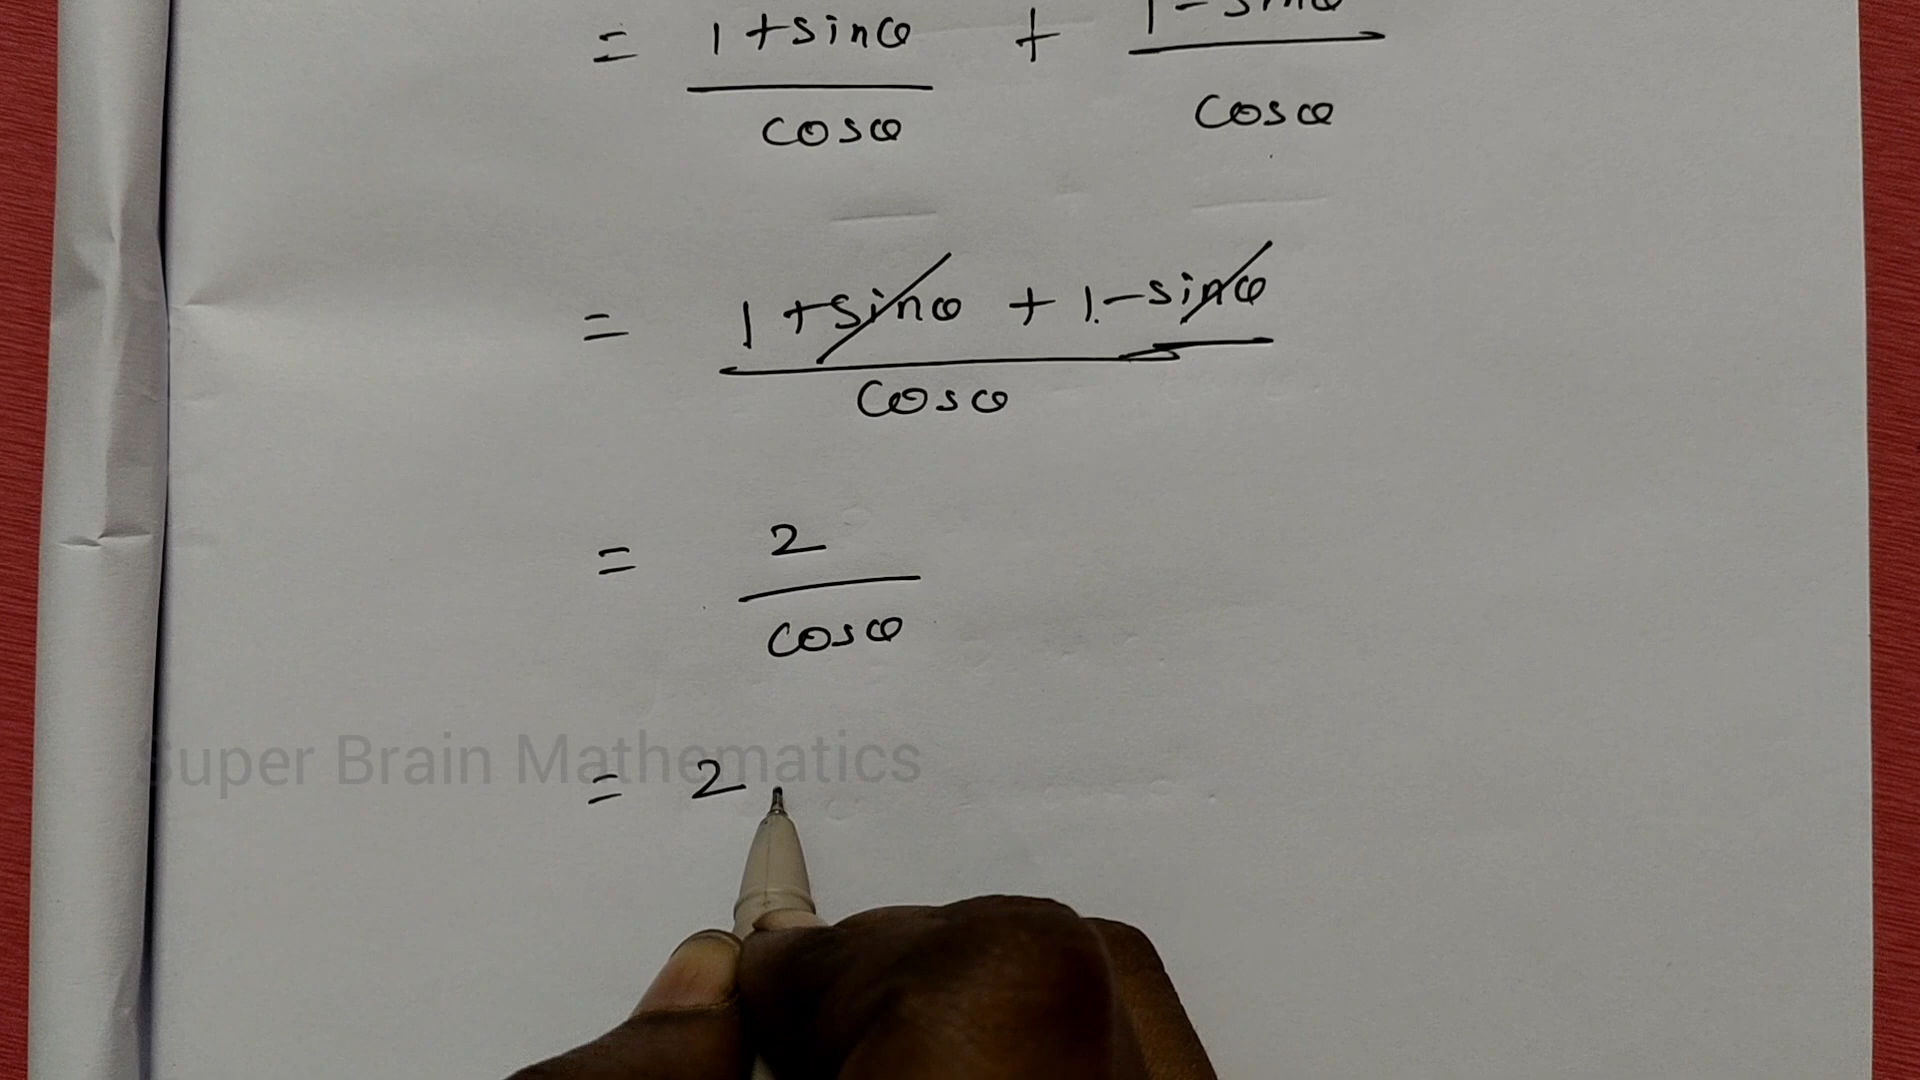 = 1+sinθ/cosθ + 1-sinθ/cosθ
= 1+sinθ+1-sinθ/cosθ
= 2/cosθ
= 2
Super Brain Mathematics